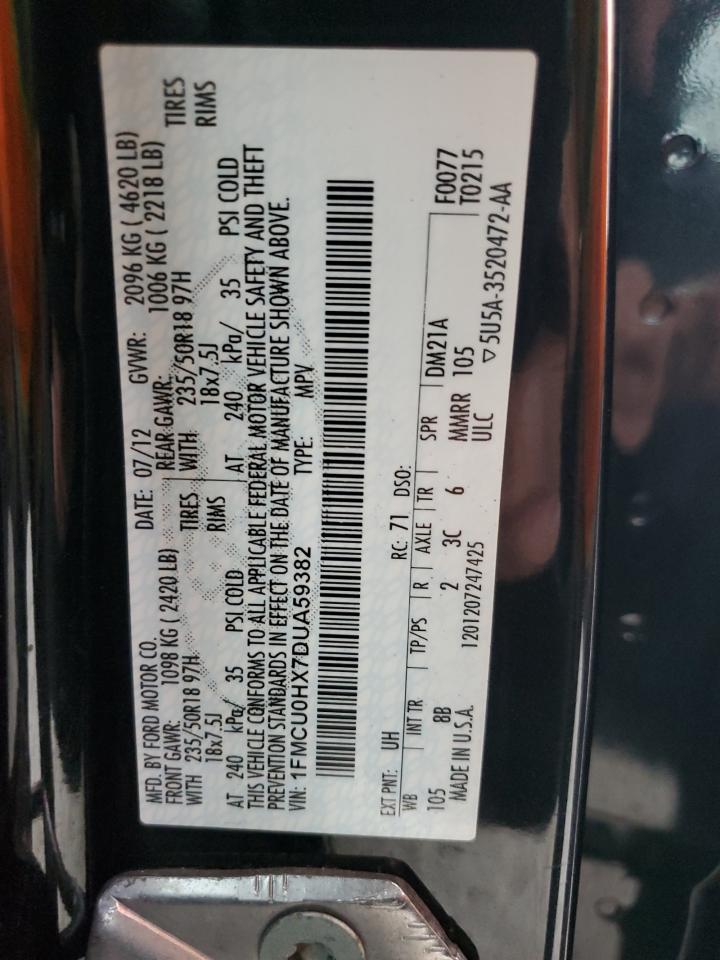 MFD. BY FORD MOTOR CO. DATE: 07/12 GVWR: 2096 KG ( 4620 LB)
FRONT GAWR: 1098 KG ( 2420 LB) REAR GAWR: 1006 KG ( 2218 LB)
WITH 235/50R18 97H TIRES WITH 235/50R18 97H TIRES
18x7.5J RIMS 18x7.5J RIMS
AT 240 kPa/ 35 PSI COLD AT 240 kPa/ 35 PSI COLD
THIS VEHICLE CONFORMS TO ALL APPLICABLE FEDERAL MOTOR VEHICLE SAFETY AND THEFT
PREVENTION STANDARDS IN EFFECT ON THE DATE OF MANUFACTURE SHOWN ABOVE.
VIN: 1FMCU0HX7DUA59382 TYPE: MPV
EXT PNT: UH RC: 71 DSO:
WB INT TR TP/PS R AXLE TR SPR DM21A F0077
105 8B 2 3C 6 MMRR 105 T0215
MADE IN U.S.A. 1201207247425 ULC ▽5U5A-3520472-AA